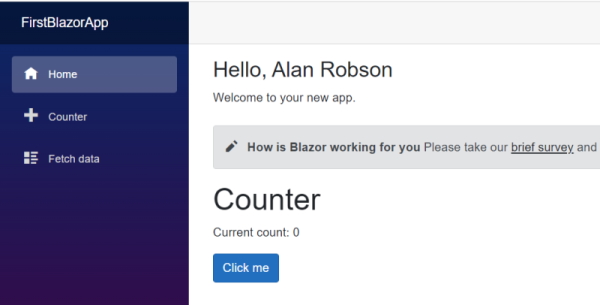 FirstBlazorApp
Home
Counter
Fetch data
Hello, Alan Robson
Welcome to your new app.
How is Blazor working for you Please take our brief survey and
Counter
Current count: 0
Click me